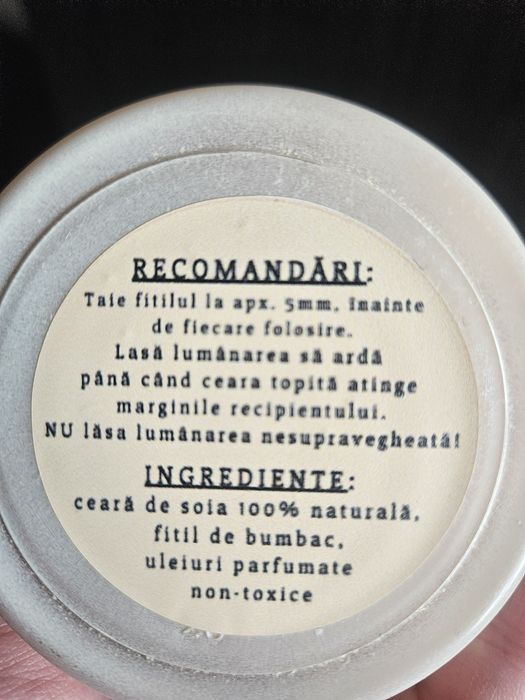 RECOMANDĂRI:
Taie fitilul la apx. 5mm, înainte
de fiecare folosire.
Lasă lumânarea să ardă
până când ceara topită atinge
marginile recipientului.
NU lăsa lumânarea nesupravegheată!
INGREDIENTE:
ceară de soia 100% naturală,
fitil de bumbac,
uleiuri parfumate
non-toxice